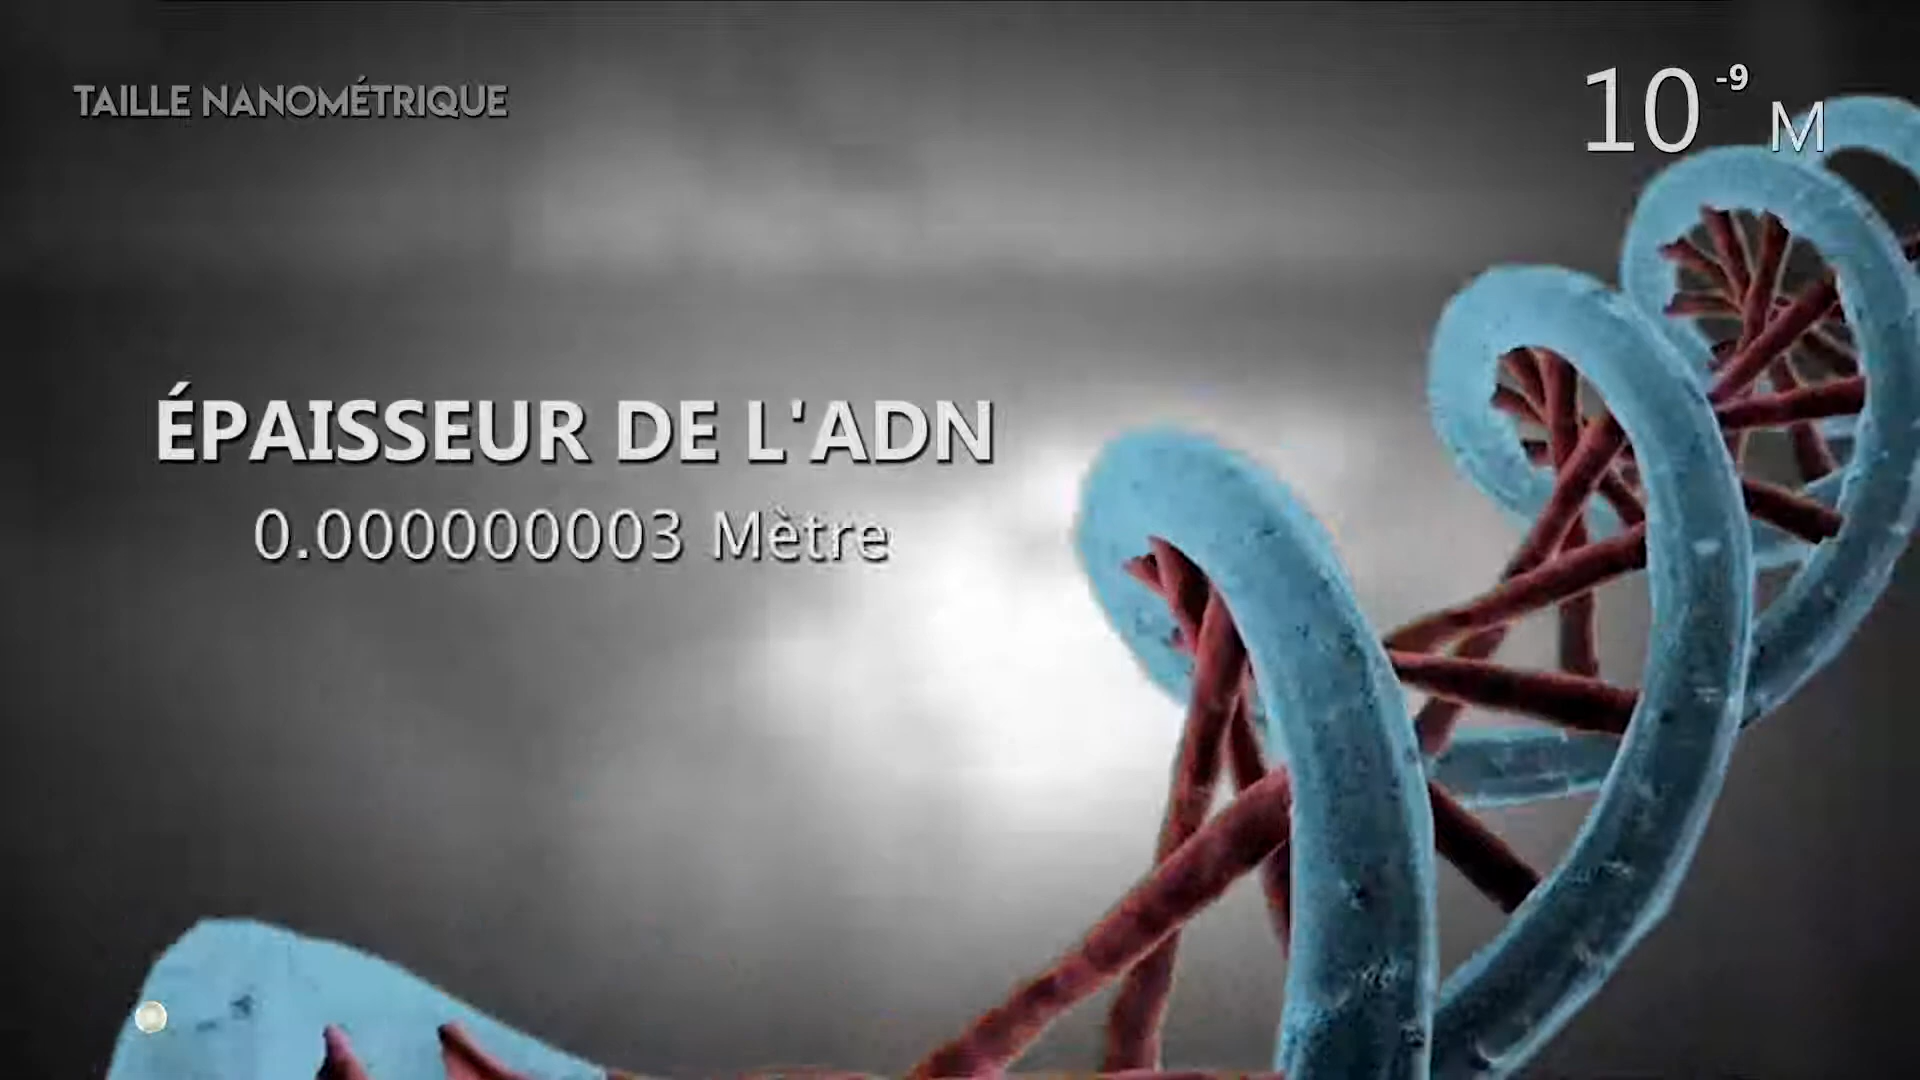 TAILLE NANOMÉTRIQUE
10⁻⁹ M
ÉPAISSEUR DE L'ADN
0.000000003 Mètre